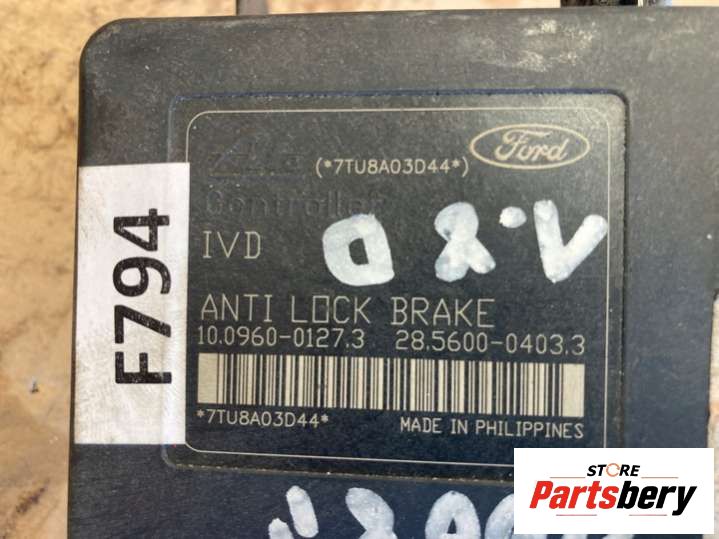 (*7TU8A03D44*) Ford
Controller
IVD
ANTI LOCK BRAKE
10.0960-0127.3 28.5600-0403.3
*7TU8A03D44* MADE IN PHILIPPINES
F794
STORE
Partsbery